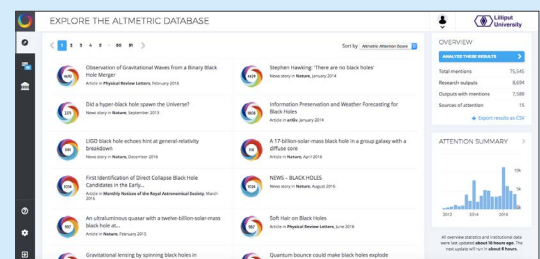 EXPLORE THE ALTMETRIC DATABASE
Lilliput
University
1 2 3 4 5 ··· 90 91
Sort by Altmetric Attention Score
Observation of Gravitational Waves from a Binary Black
Hole Merger
Article in Physical Review Letters, February 2016
Did a hyper-black hole spawn the Universe?
News story in Nature, September 2013
LIGO black hole echoes hint at general-relativity
breakdown
News story in Nature, December 2016
First Identification of Direct Collapse Black Hole
Candidates in the Early...
Article in Monthly Notices of the Royal Astronomical Society, March
2016
An ultraluminous quasar with a twelve-billion-solar-mass
black hole at...
Article in Nature, February 2015
Gravitational lensing by spinning black holes in
Stephen Hawking: 'There are no black holes'
News story in Nature, January 2014
Information Preservation and Weather Forecasting for
Black Holes
Article in arXiv, January 2014
A 17-billion-solar-mass black hole in a group galaxy with a
diffuse core
Article in Nature, April 2016
NEWS - BLACK HOLES
News story in Nature, August 2015
Soft Hair on Black Holes
Article in Physical Review Letters, June 2016
Quantum bounce could make black holes explode
OVERVIEW
ANALYZE THESE RESULTS
Total mentions 75,545
Research outputs 8,694
Outputs with mentions 7,589
Sources of attention 15
Export results as CSV
ATTENTION SUMMARY
15k
5k
2012 2014 2016
All overview statistics and institutional data
were last updated about 18 hours ago. The
next update will run in about 8 hours.